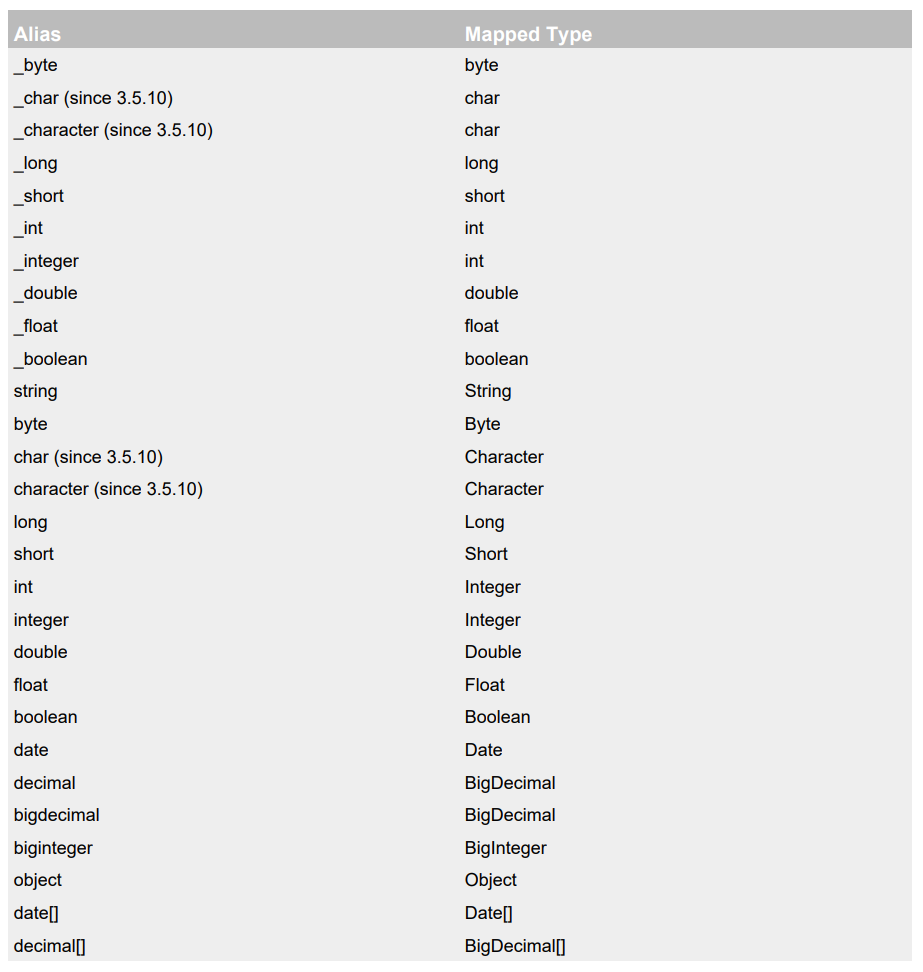 Alias Mapped Type
_byte byte
_char (since 3.5.10) char
_character (since 3.5.10) char
_long long
_short short
_int int
_integer int
_double double
_float float
_boolean boolean
string String
byte Byte
char (since 3.5.10) Character
character (since 3.5.10) Character
long Long
short Short
int Integer
integer Integer
double Double
float Float
boolean Boolean
date Date
decimal BigDecimal
bigdecimal BigDecimal
biginteger BigInteger
object Object
date[] Date[]
decimal[] BigDecimal[]